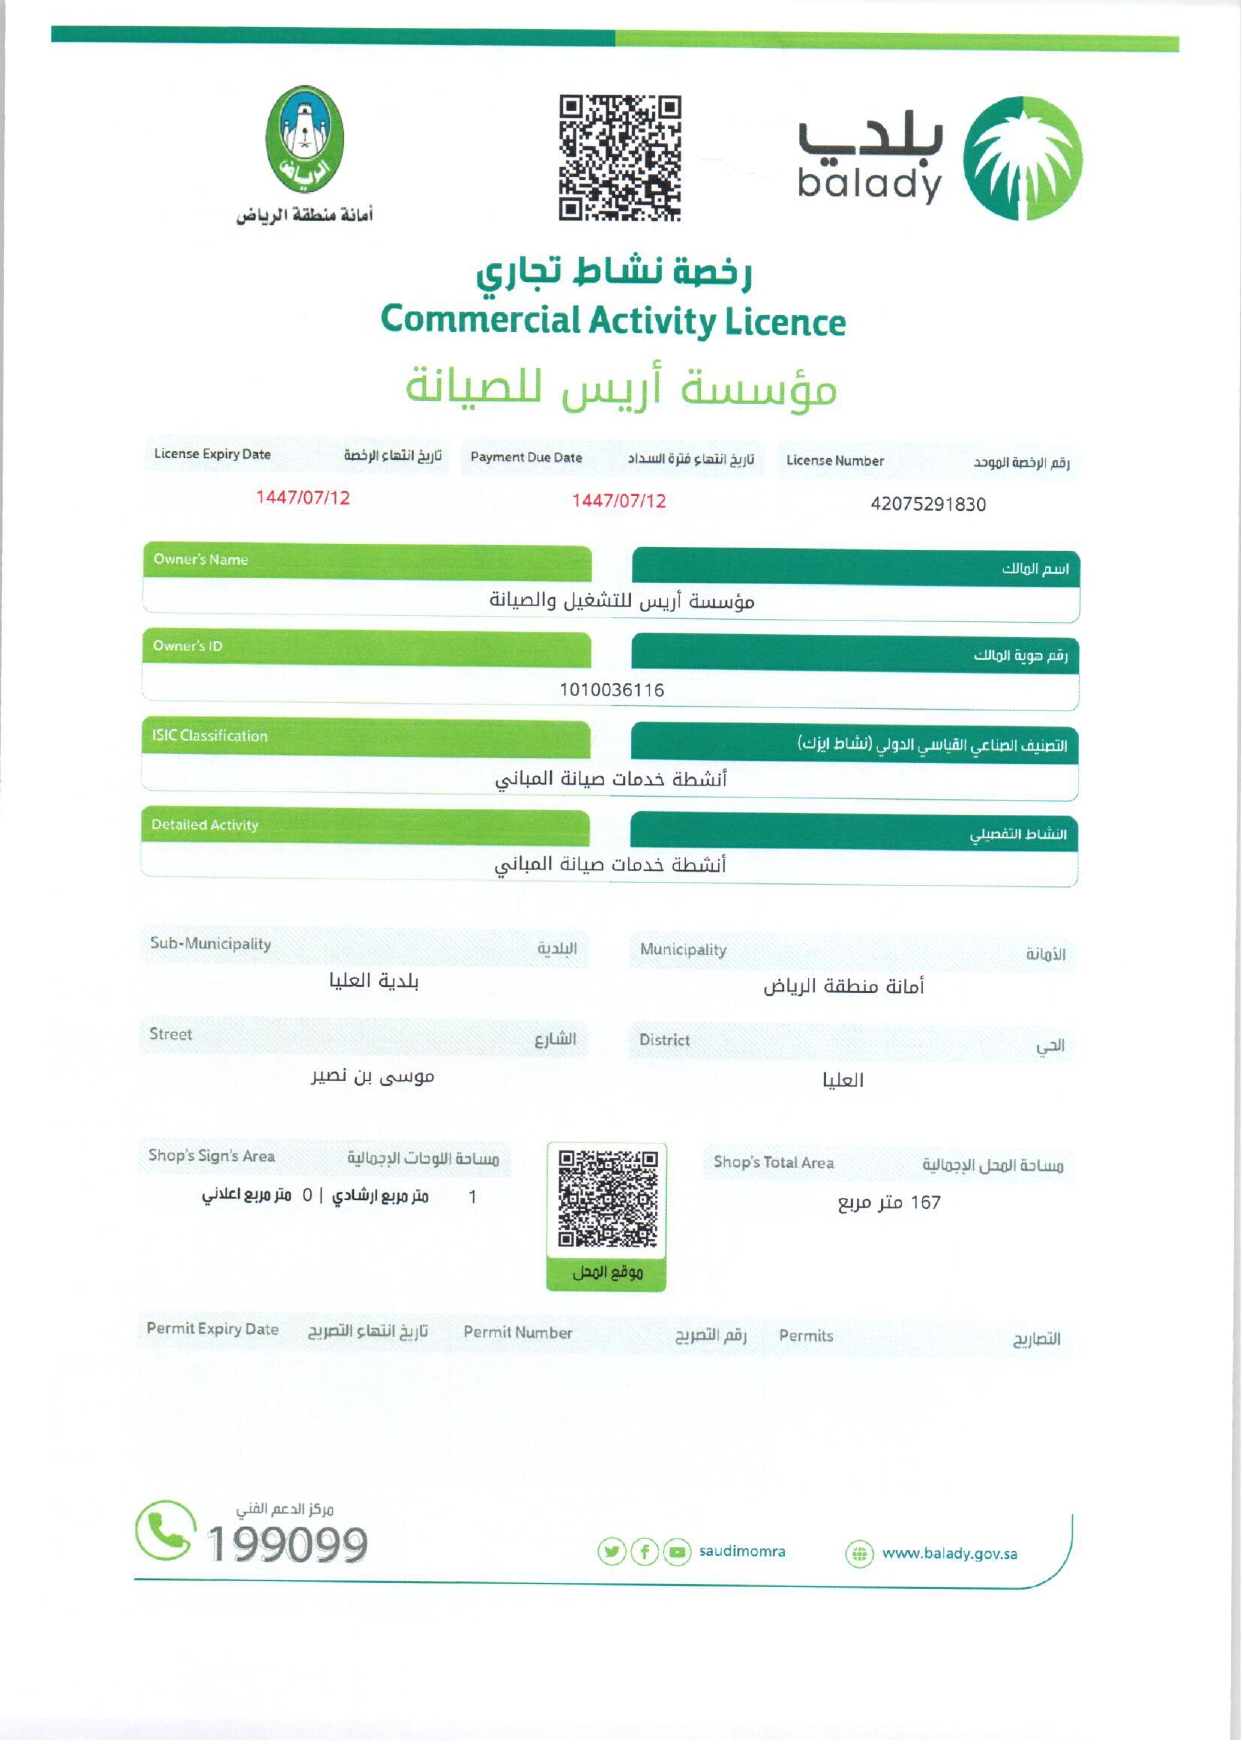 أمانة منطقة الرياض
بلدي
balady
رخصة نشاط تجاري
Commercial Activity Licence
مؤسسة أريس للصيانة
رقم الرخصة الموحد License Number
42075291830
تاريخ انتهاء فترة السداد Payment Due Date
1447/07/12
تاريخ انتهاء الرخصة License Expiry Date
1447/07/12
اسم المالك Owner's Name
مؤسسة أريس للتشغيل والصيانة
رقم هوية المالك Owner's ID
1010036116
التصنيف الصناعي القياسي الدولي (نشاط ايزك) ISIC Classification
أنشطة خدمات صيانة المباني
النشاط التفصيلي Detailed Activity
أنشطة خدمات صيانة المباني
الأمانة Municipality
أمانة منطقة الرياض
البلدية Sub-Municipality
بلدية العليا
الحي District
العليا
الشارع Street
موسى بن نصير
مساحة المحل الإجمالية Shop's Total Area
167 متر مربع
موقع المحل
مساحة اللوحات الإجمالية Shop's Sign's Area
1 متر مربع ارشادي | 0 متر مربع اعلاني
التصاريح Permits
رقم التصريح Permit Number
تاريخ انتهاء التصريح Permit Expiry Date
www.balady.gov.sa
saudimomra
مركز الدعم الفني
199099